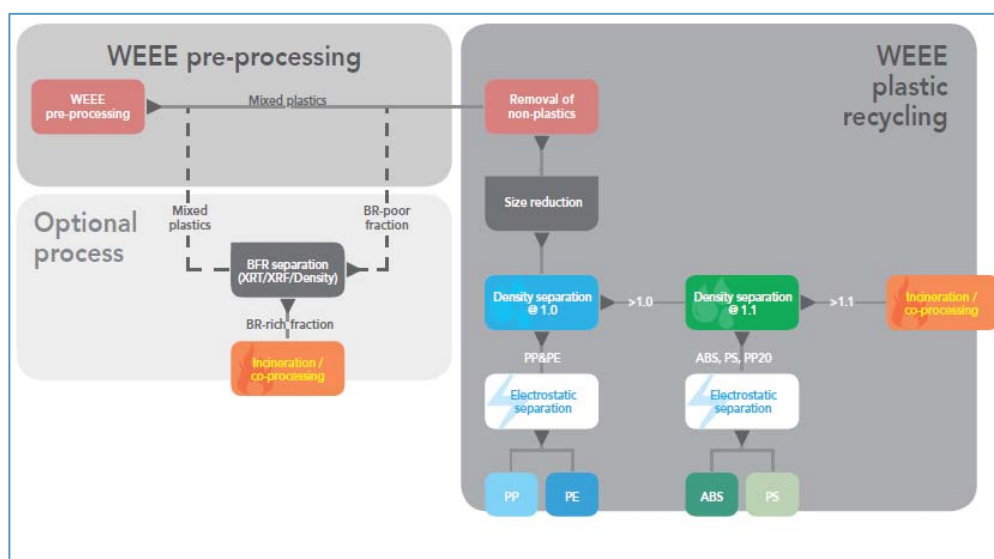 WEEE pre-processing
WEEE
plastic
recycling
WEEE
pre-processing
Mixed plastics
Removal of
non-plastics
Size reduction
Optional
process
Mixed
plastics
BR-poor
fraction
BFR separation
(XRT/XRF/Density)
BR-rich fraction
Incineration /
co-processing
Density separation
@ 1.0
>1.0
Density separation
@ 1.1
>1.1
Incineration /
co-processing
PP&PE
ABS, PS, PP20
Electrostatic
separation
Electrostatic
separation
PP
PE
ABS
PS